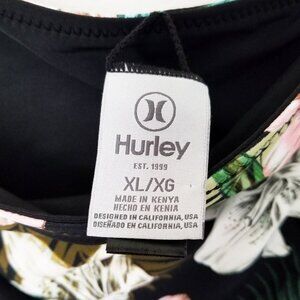 Hurley
EST. 1999
XL/XG
MADE IN KENYA
HECHO EN KENIA
DESIGNED IN CALIFORNIA, USA
DISEÑADO EN CALIFORNIA, USA